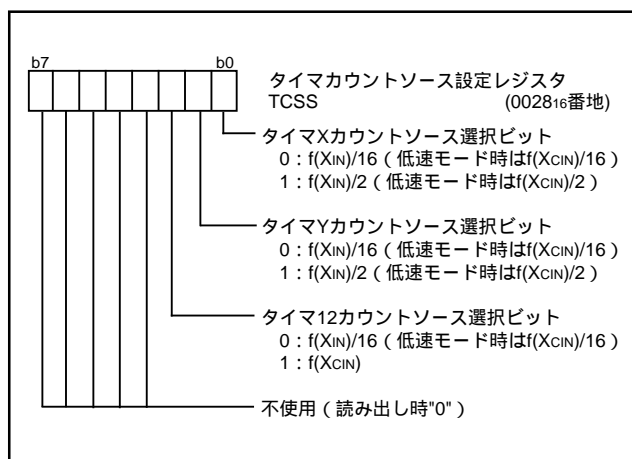 b7 b0
タイマカウントソース設定レジスタ
TCSS (002816番地)
タイマXカウントソース選択ビット
0：f(XIN)/16（低速モード時はf(XCIN)/16）
1：f(XIN)/2（低速モード時はf(XCIN)/2）
タイマYカウントソース選択ビット
0：f(XIN)/16（低速モード時はf(XCIN)/16）
1：f(XIN)/2（低速モード時はf(XCIN)/2）
タイマ12カウントソース選択ビット
0：f(XIN)/16（低速モード時はf(XCIN)/16）
1：f(XCIN)
不使用（読み出し時"0"）